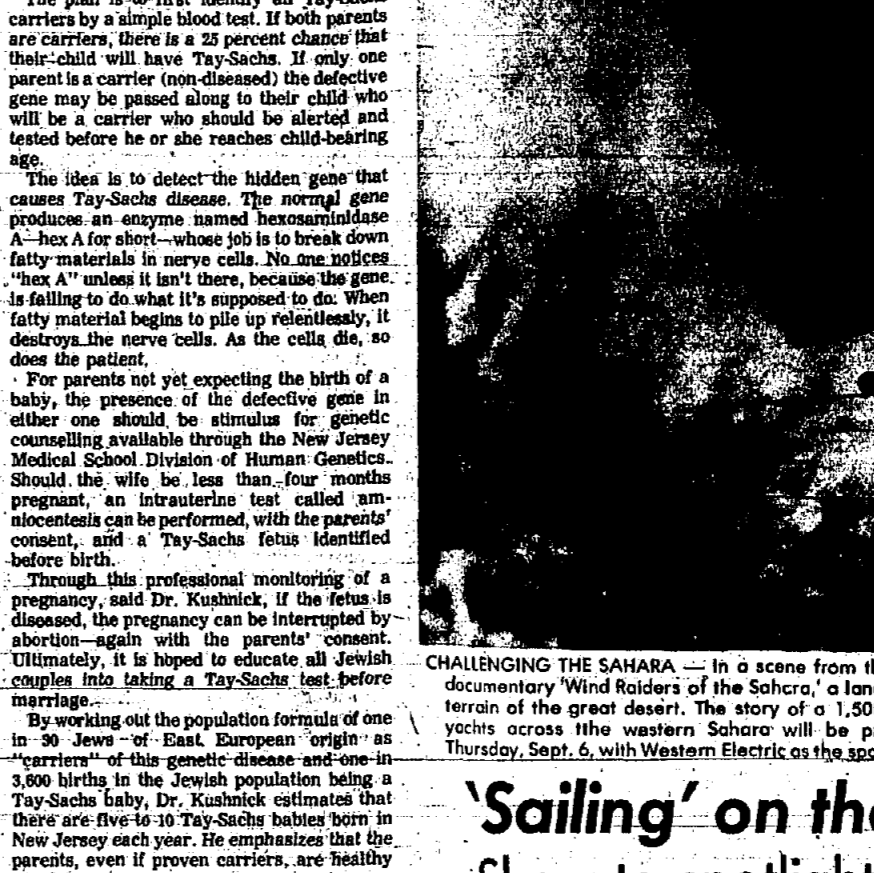 The plan is to first identify all Tay-Sachs
carriers by a simple blood test. If both parents
are carriers, there is a 25 percent chance that
their child will have Tay-Sachs. If only one
parent is a carrier (non-diseased) the defective
gene may be passed along to their child who
will be a carrier who should be alerted and
tested before he or she reaches child-bearing
age.
The idea is to detect the hidden gene that
causes Tay-Sachs disease. The normal gene
produces an enzyme named hexosaminidase
A—hex A for short—whose job is to break down
fatty materials in nerve cells. No one notices
"hex A" unless it isn't there, because the gene
is failing to do what it's supposed to do. When
fatty material begins to pile up relentlessly, it
destroys the nerve cells. As the cells die, so
does the patient.
For parents not yet expecting the birth of a
baby, the presence of the defective gene in
either one should be stimulus for genetic
counselling available through the New Jersey
Medical School Division of Human Genetics.
Should the wife be less than four months
pregnant, an intrauterine test called am-
niocentesis can be performed, with the parents'
consent, and a Tay-Sachs fetus identified
before birth.
Through this professional monitoring of a
pregnancy, said Dr. Kushnick, if the fetus is
diseased, the pregnancy can be interrupted by
abortion—again with the parents' consent.
Ultimately, it is hoped to educate all Jewish
couples into taking a Tay-Sachs test before
marriage.
By working out the population formula of one
in 30 Jews of East European origin as
"carriers" of this genetic disease and one in
3,600 births in the Jewish population being a
Tay-Sachs baby, Dr. Kushnick estimates that
there are five to 10 Tay-Sachs babies born in
New Jersey each year. He emphasizes that the
parents, even if proven carriers, are healthy
CHALLENGING THE SAHARA — In a scene from
documentary 'Wind Raiders of the Sahara,' a
terrain of the great desert. The story of a 1,50
yachts across tthe western Sahara will be
Thursday, Sept. 6, with Western Electric as the
'Sailing' on